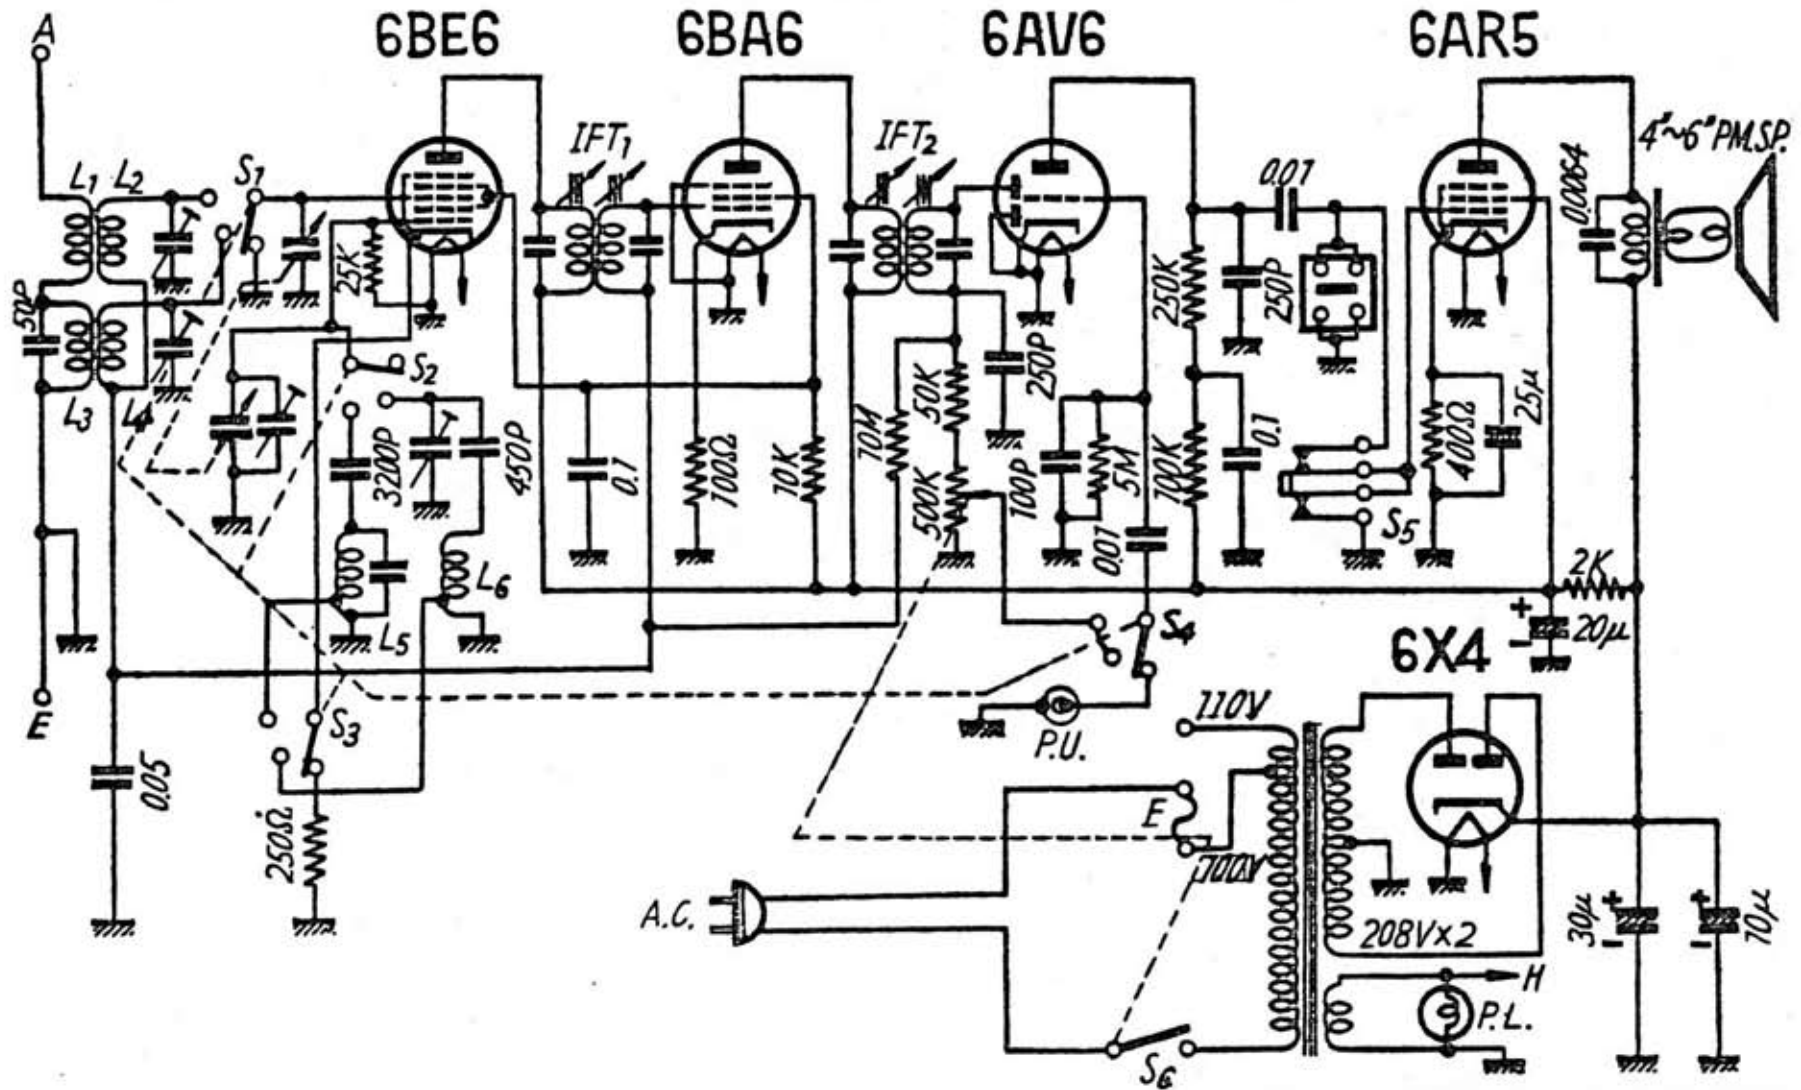 6BE6
6BA6
6AV6
6AR5
A
L1
L2
S1
IFT1
IFT2
4"~6" P.M.SP.
0.01
0.0064
25K
50P
250K
250P
S2
L3
L4
250P
50K
10M
3200P
450P
0.1
100Ω
10K
500K
100P
5M
100K
0.1
400Ω
25μ
0.01
S5
2K
L6
L5
S4
20μ
6X4
E
S3
P.U.
110V
0.05
250Ω
E
100V
A.C.
208V×2
30μ
10μ
H
P.L.
S6
+
−
+
−
+
−